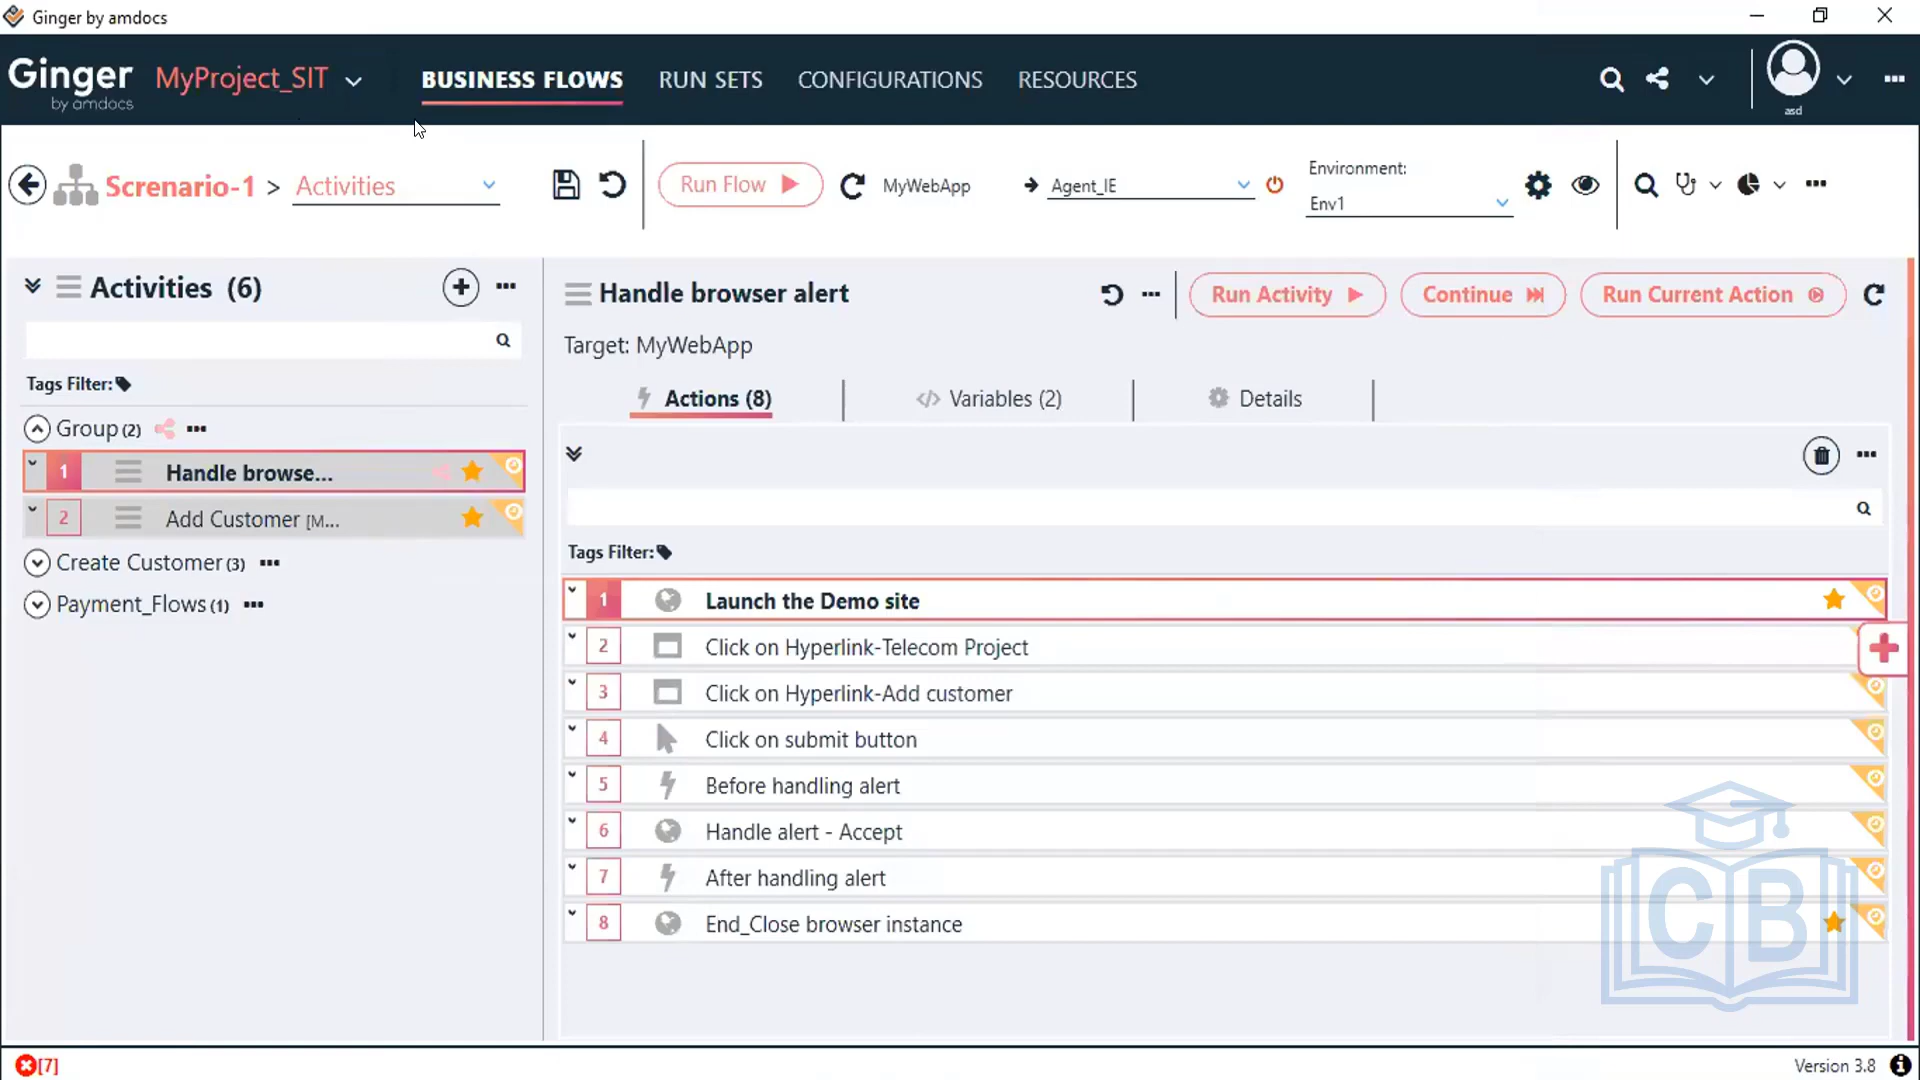 Ginger by amdocs
Ginger by amdocs
MyProject_SIT
BUSINESS FLOWS
RUN SETS
CONFIGURATIONS
RESOURCES
asd
Screnario-1 > Activities
Run Flow
MyWebApp
Agent_IE
Environment:
Env1
Activities (6)
Tags Filter:
Group (2)
1 Handle browse...
2 Add Customer [M...
Create Customer (3)
Payment_Flows (1)
Handle browser alert
Run Activity
Continue
Run Current Action
Target: MyWebApp
Actions (8)
Variables (2)
Details
Tags Filter:
1 Launch the Demo site
2 Click on Hyperlink-Telecom Project
3 Click on Hyperlink-Add customer
4 Click on submit button
5 Before handling alert
6 Handle alert - Accept
7 After handling alert
8 End_Close browser instance
CB
[7]
Version 3.8